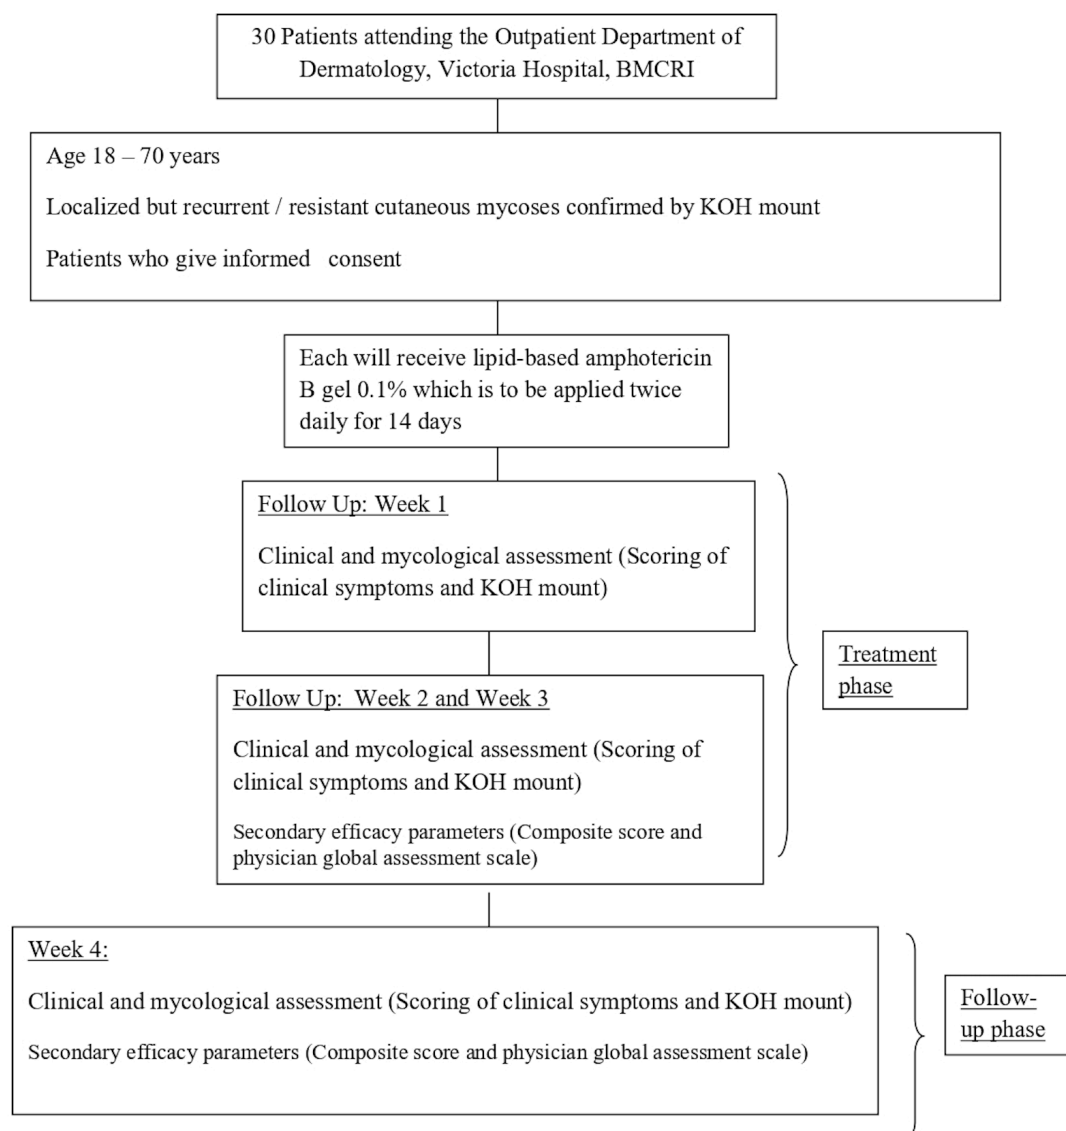 30 Patients attending the Outpatient Department of
Dermatology, Victoria Hospital, BMCRI
Age 18 – 70 years
Localized but recurrent / resistant cutaneous mycoses confirmed by KOH mount
Patients who give informed consent
Each will receive lipid-based amphotericin
B gel 0.1% which is to be applied twice
daily for 14 days
Follow Up: Week 1
Clinical and mycological assessment (Scoring of
clinical symptoms and KOH mount)
Treatment
phase
Follow Up: Week 2 and Week 3
Clinical and mycological assessment (Scoring of
clinical symptoms and KOH mount)
Secondary efficacy parameters (Composite score and
physician global assessment scale)
Week 4:
Clinical and mycological assessment (Scoring of clinical symptoms and KOH mount)
Secondary efficacy parameters (Composite score and physician global assessment scale)
Follow-
up phase